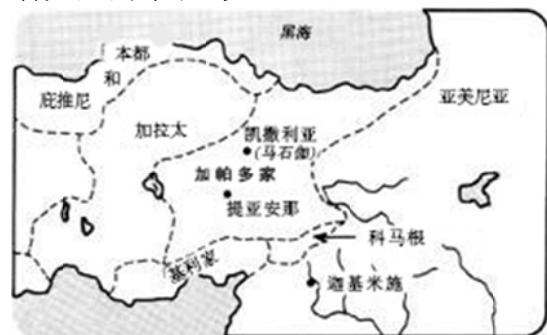 黑海
本都
和
庇推尼
亚美尼亚
加拉太
凯撒利亚
(马石伽)
加帕多家
提亚安那
科马根
基利家
迦基米施